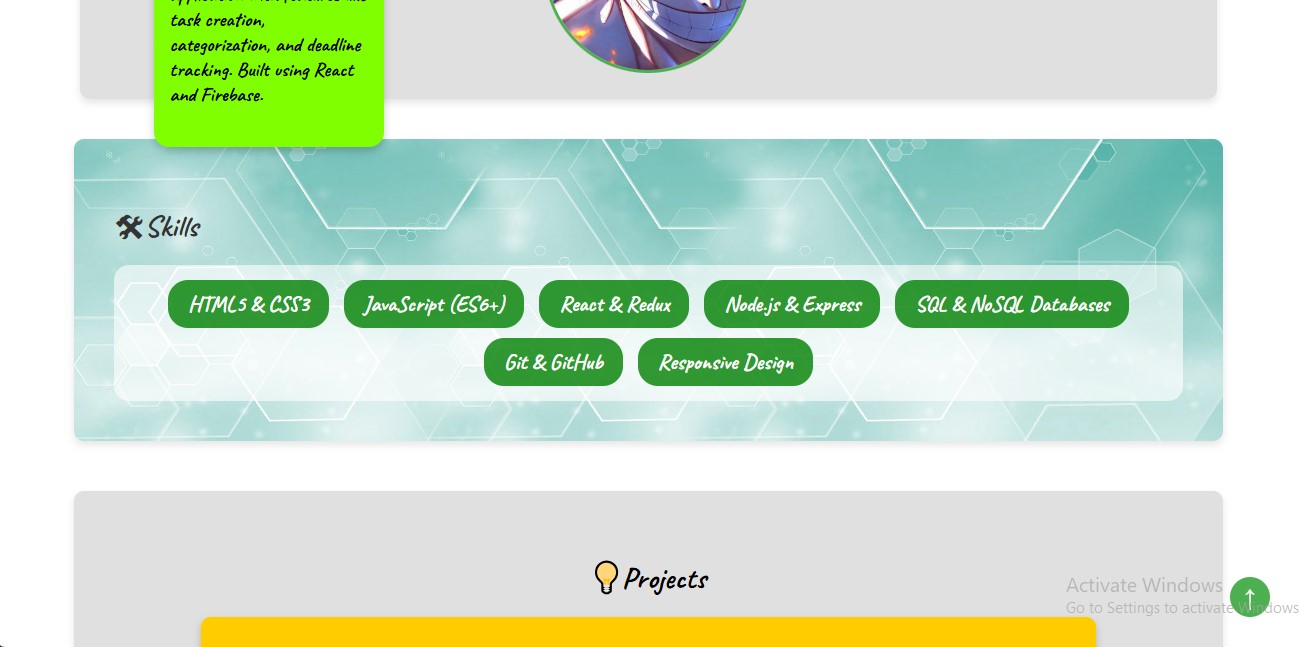 task creation,
categorization, and deadline
tracking. Built using React
and Firebase.
🛠 Skills
HTML5 & CSS3 JavaScript (ES6+) React & Redux Node.js & Express SQL & NoSQL Databases
Git & GitHub Responsive Design
💡 Projects
Activate Windows
Go to Settings to activate Windows
↑